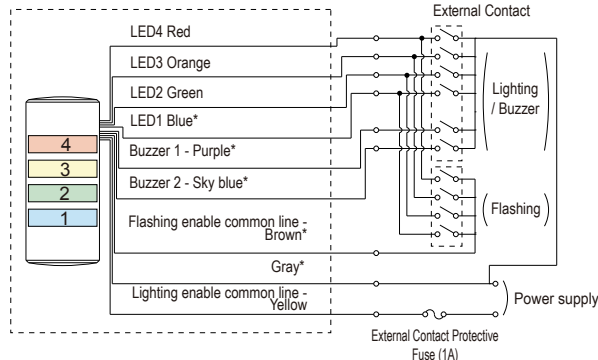 External Contact
LED4 Red
LED3 Orange
LED2 Green
LED1 Blue*
Buzzer 1 - Purple*
Buzzer 2 - Sky blue*
Lighting
/ Buzzer
4
3
2
1
Flashing enable common line -
Brown*
(Flashing)
Gray*
Lighting enable common line -
Yellow
Power supply
External Contact Protective
Fuse (1A)